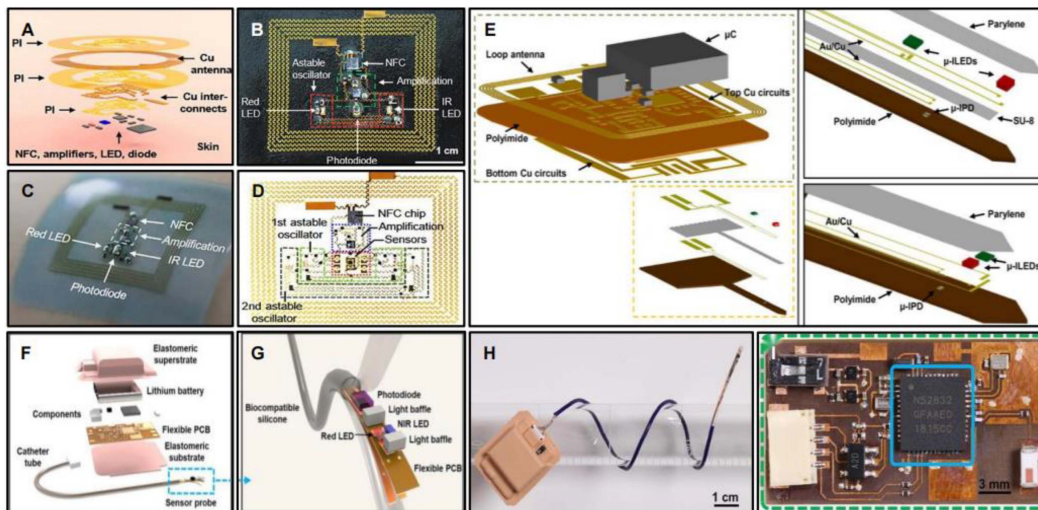 A
PI
PI
PI
Cu
antenna
Cu inter-
connects
NFC, amplifiers, LED, diode
Skin
B
Astable
oscillator
NFC
Amplification
Red
LED
IR
LED
Photodiode
1 cm
C
NFC
Amplification
Red LED
IR LED
Photodiode
D
NFC chip
Amplification
Sensors
1st astable
oscillator
2nd astable
oscillator
E
Loop antenna
μC
Top Cu circuits
Polyimide
Bottom Cu circuits
Parylene
Au/Cu
μ-ILEDs
μ-IPD
Polyimide
SU-8
Parylene
Au/Cu
μ-ILEDs
Polyimide
μ-IPD
F
Elastomeric
superstrate
Lithium battery
Components
Flexible PCB
Catheter
tube
Elastomeric
substrate
Sensor probe
G
Biocompatible
silicone
Photodiode
Light baffle
NIR LED
Red LED
Light baffle
Flexible PCB
H
1 cm
N52832
3 mm